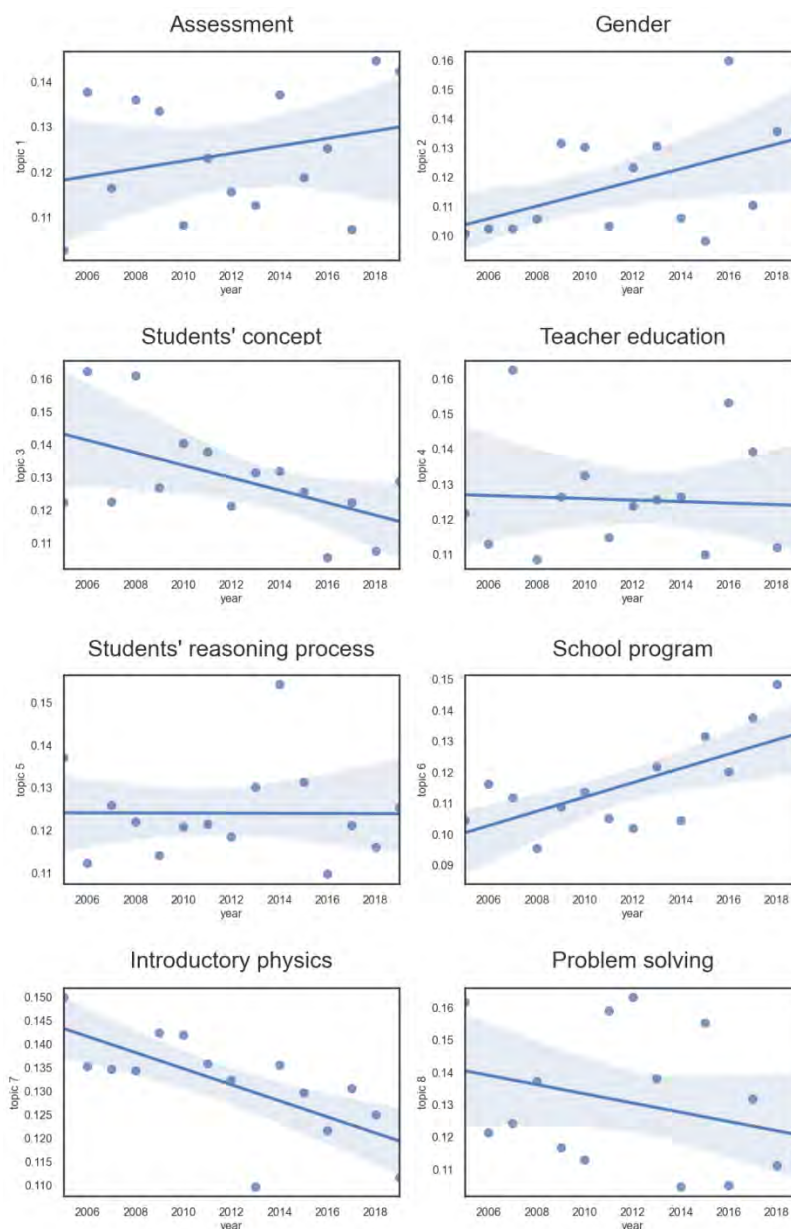 Assessment
0.14
0.13
0.12
0.11
topic 1
2006 2008 2010 2012 2014 2016 2018
year
Gender
0.16
0.15
0.14
0.13
0.12
0.11
0.10
topic 2
2006 2008 2010 2012 2014 2016 2018
year
Students' concept
0.16
0.15
0.14
0.13
0.12
0.11
topic 3
2006 2008 2010 2012 2014 2016 2018
year
Teacher education
0.16
0.15
0.14
0.13
0.12
0.11
topic 4
2006 2008 2010 2012 2014 2016 2018
year
Students' reasoning process
0.15
0.14
0.13
0.12
0.11
topic 5
2006 2008 2010 2012 2014 2016 2018
year
School program
0.15
0.14
0.13
0.12
0.11
0.10
0.09
topic 6
2006 2008 2010 2012 2014 2016 2018
year
Introductory physics
0.150
0.145
0.140
0.135
0.130
0.125
0.120
0.115
0.110
topic 7
2006 2008 2010 2012 2014 2016 2018
year
Problem solving
0.16
0.15
0.14
0.13
0.12
0.11
topic 8
2006 2008 2010 2012 2014 2016 2018
year